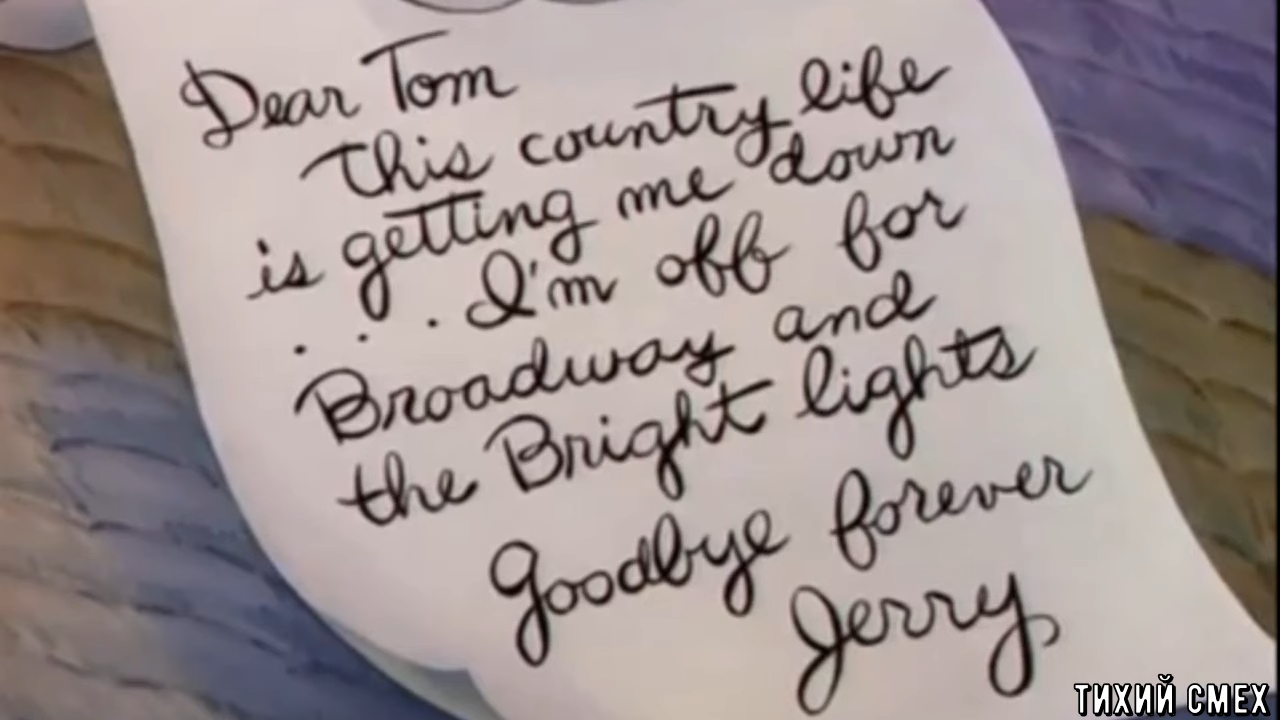 Dear Tom
This country life
is getting me down
. . . I'm off for
Broadway and
the Bright lights
Goodbye forever
Jerry
ТИХИЙ СМЕХ